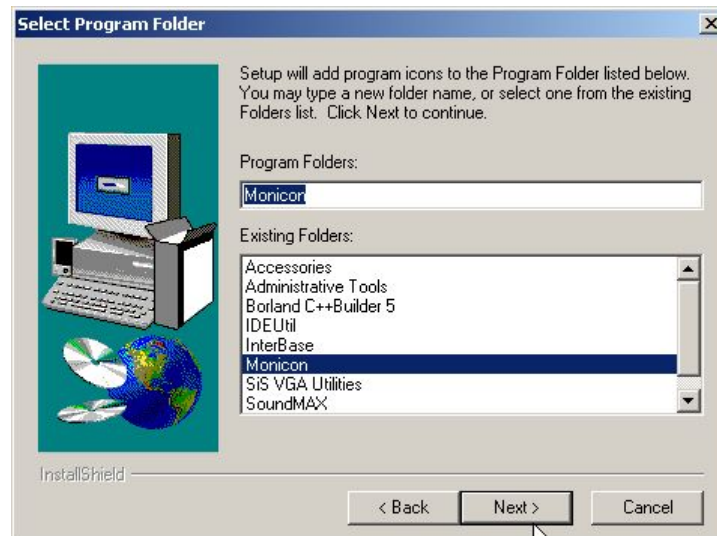 Select Program Folder
Setup will add program icons to the Program Folder listed below.
You may type a new folder name, or select one from the existing
Folders list. Click Next to continue.
Program Folders:
Monicon
Existing Folders:
Accessories
Administrative Tools
Borland C++Builder 5
IDEUtil
InterBase
Monicon
SiS VGA Utilities
SoundMAX
InstallShield
< Back
Next >
Cancel